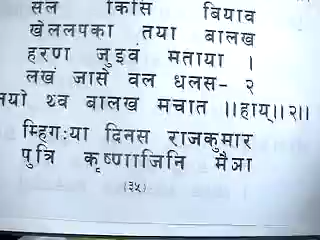 सल किसि बियाव
खेललपका तया बालख
हरण जुइवं मताया ।
लखं जासे वल धलस- २
नयो थ्व बालख मचात ॥हाय्॥२॥
म्हिगःया दिनस राजकुमार
पुत्रि कृष्णाजिनि मैञा
(३५)